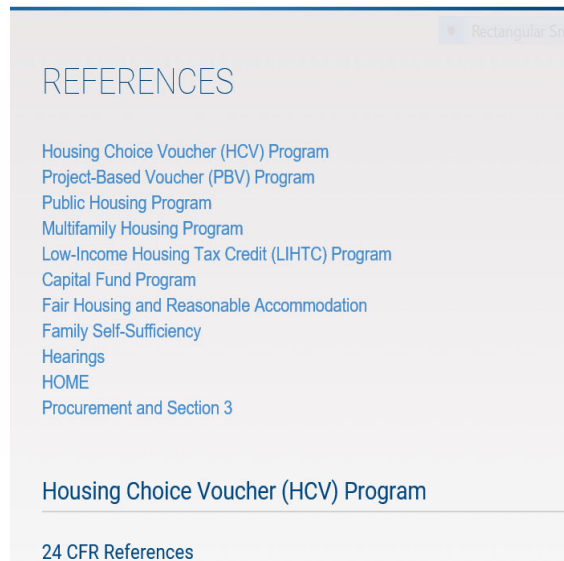 Rectangular
REFERENCES
Housing Choice Voucher (HCV) Program
Project-Based Voucher (PBV) Program
Public Housing Program
Multifamily Housing Program
Low-Income Housing Tax Credit (LIHTC) Program
Capital Fund Program
Fair Housing and Reasonable Accommodation
Family Self-Sufficiency
Hearings
HOME
Procurement and Section 3
Housing Choice Voucher (HCV) Program
24 CFR References